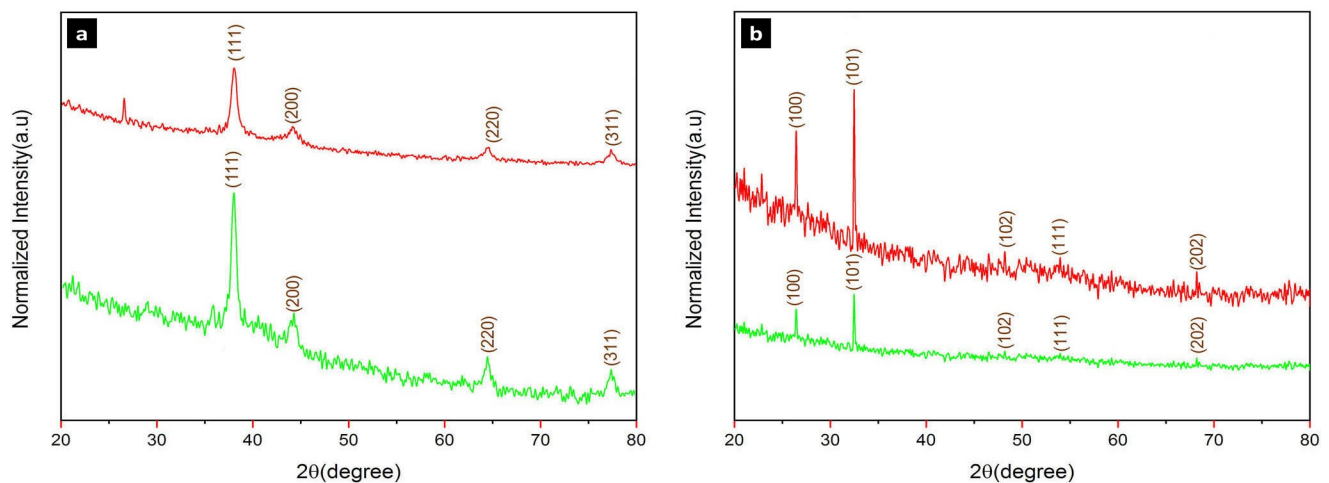 a
(111)
(200)
(220)
(311)
(111)
(200)
(220)
(311)
Normalized Intensity(a.u)
20 30 40 50 60 70 80
2θ(degree)
b
(100)
(101)
(102)
(111)
(202)
(100)
(101)
(102)
(111)
(202)
Normalized Intensity(a.u)
20 30 40 50 60 70 80
2θ(degree)